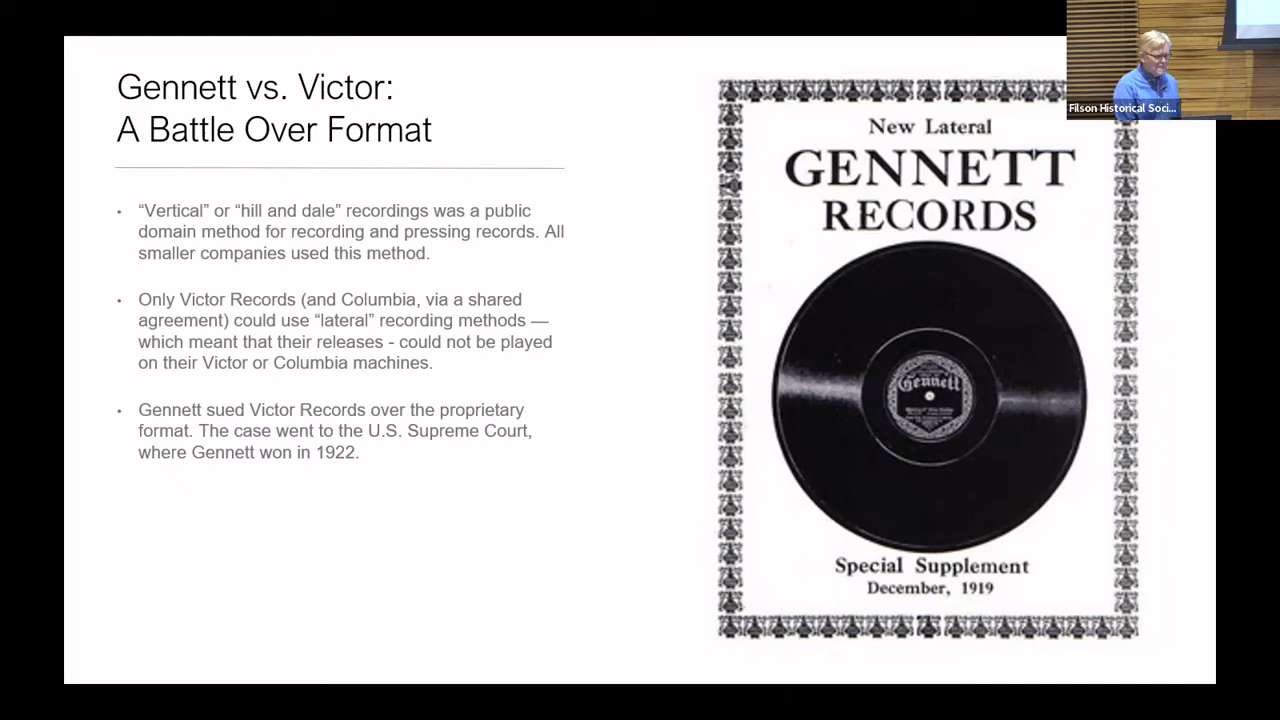 Gennett vs. Victor:
A Battle Over Format
• “Vertical” or “hill and dale” recordings was a public
domain method for recording and pressing records. All
smaller companies used this method.
• Only Victor Records (and Columbia, via a shared
agreement) could use “lateral” recording methods —
which meant that their releases - could not be played
on their Victor or Columbia machines.
• Gennett sued Victor Records over the proprietary
format. The case went to the U.S. Supreme Court,
where Gennett won in 1922.
New Lateral
GENNETT
RECORDS
Gennett
Special Supplement
December, 1919
Filson Historical Soci...